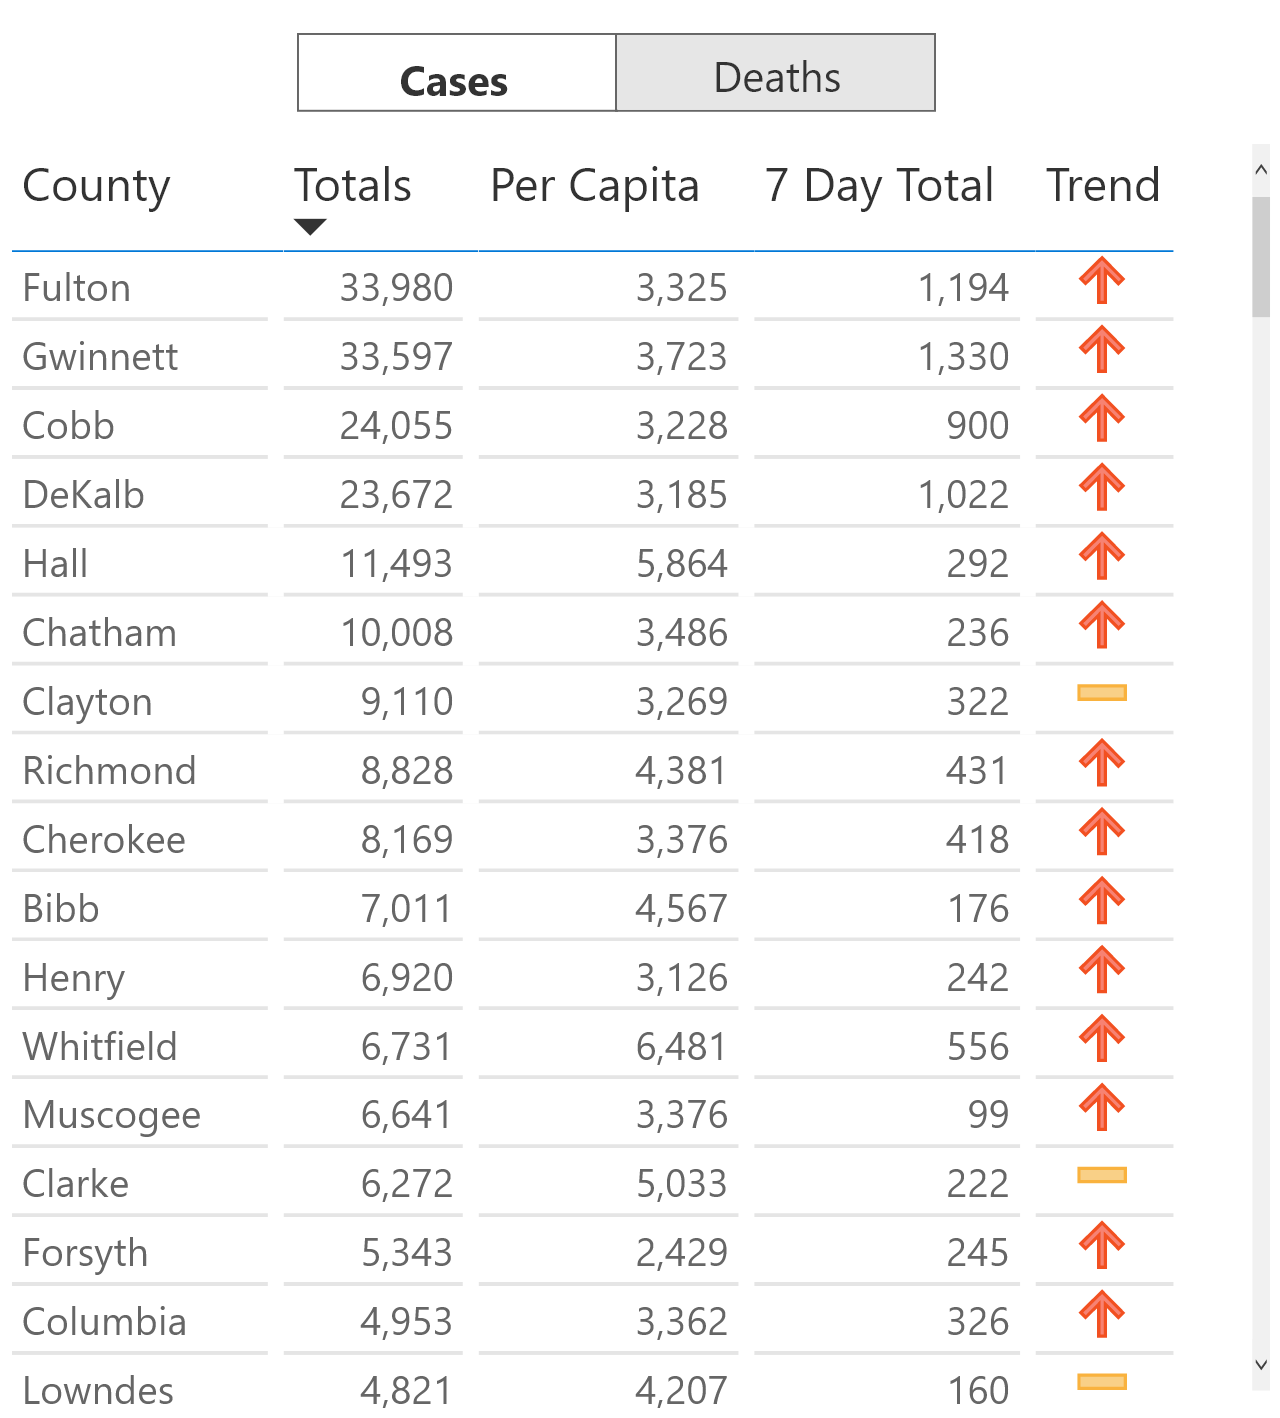 Cases Deaths
County Totals Per Capita 7 Day Total Trend
Fulton 33,980 3,325 1,194
Gwinnett 33,597 3,723 1,330
Cobb 24,055 3,228 900
DeKalb 23,672 3,185 1,022
Hall 11,493 5,864 292
Chatham 10,008 3,486 236
Clayton 9,110 3,269 322
Richmond 8,828 4,381 431
Cherokee 8,169 3,376 418
Bibb 7,011 4,567 176
Henry 6,920 3,126 242
Whitfield 6,731 6,481 556
Muscogee 6,641 3,376 99
Clarke 6,272 5,033 222
Forsyth 5,343 2,429 245
Columbia 4,953 3,362 326
Lowndes 4,821 4,207 160